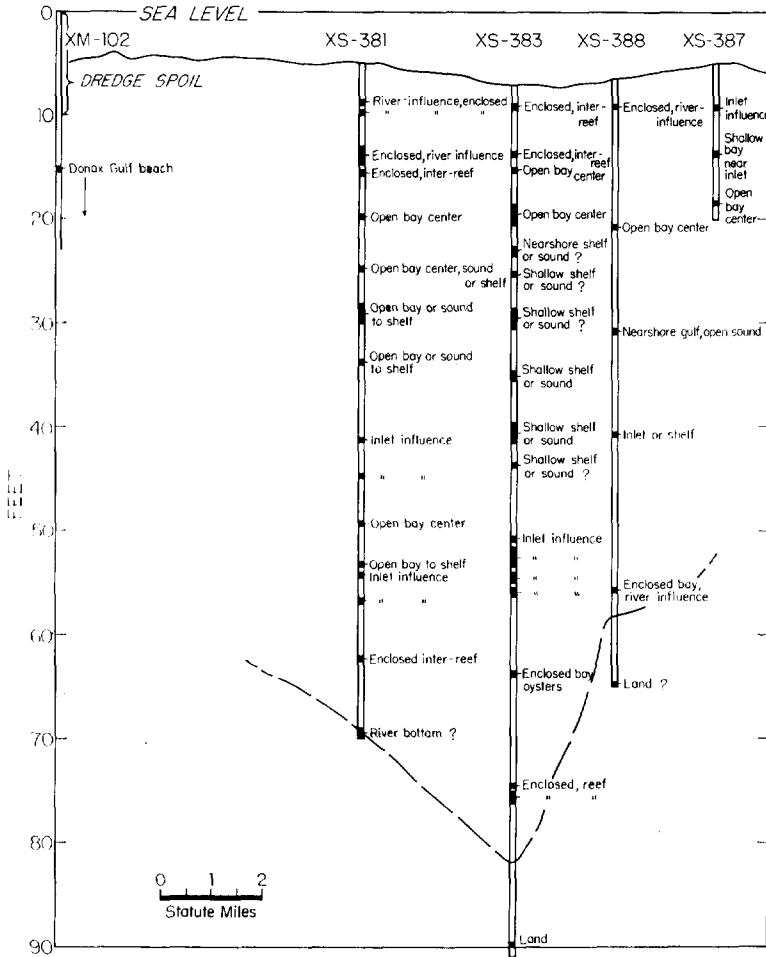 0
SEA LEVEL
XM-102
XS-381
XS-383
XS-388
XS-387
DREDGE SPOIL
10
20
30
40
50
60
70
80
90
FEET
Donax Gulf beach
River influence, enclosed
" " "
Enclosed, river influence
Enclosed, inter-reef
Open bay center
Open bay center, sound
or shelf
Open bay or sound
to shelf
Open bay or sound
to shelf
Inlet influence
" "
Open bay center
Open bay to shelf
Inlet influence
" "
Enclosed inter-reef
River bottom ?
Enclosed, inter-
reef
Enclosed, inter-reef
Open bay center
Open bay center
Nearshore shelf
or sound ?
Shallow shelf
or sound ?
Shallow shelf
or sound ?
Shallow shelf
or sound
Shallow shelf
or sound
Shallow shelf
or sound ?
Inlet influence
" "
" "
" "
Enclosed bay
oysters
Enclosed, reef
" "
Land
Enclosed, river-
influence
Open bay center
Nearshore gulf, open sound
Inlet or shelf
Enclosed bay,
river influence
Land ?
Inlet
influence
Shallow
bay
near
inlet
Open
bay
center
0 2
Statute Miles